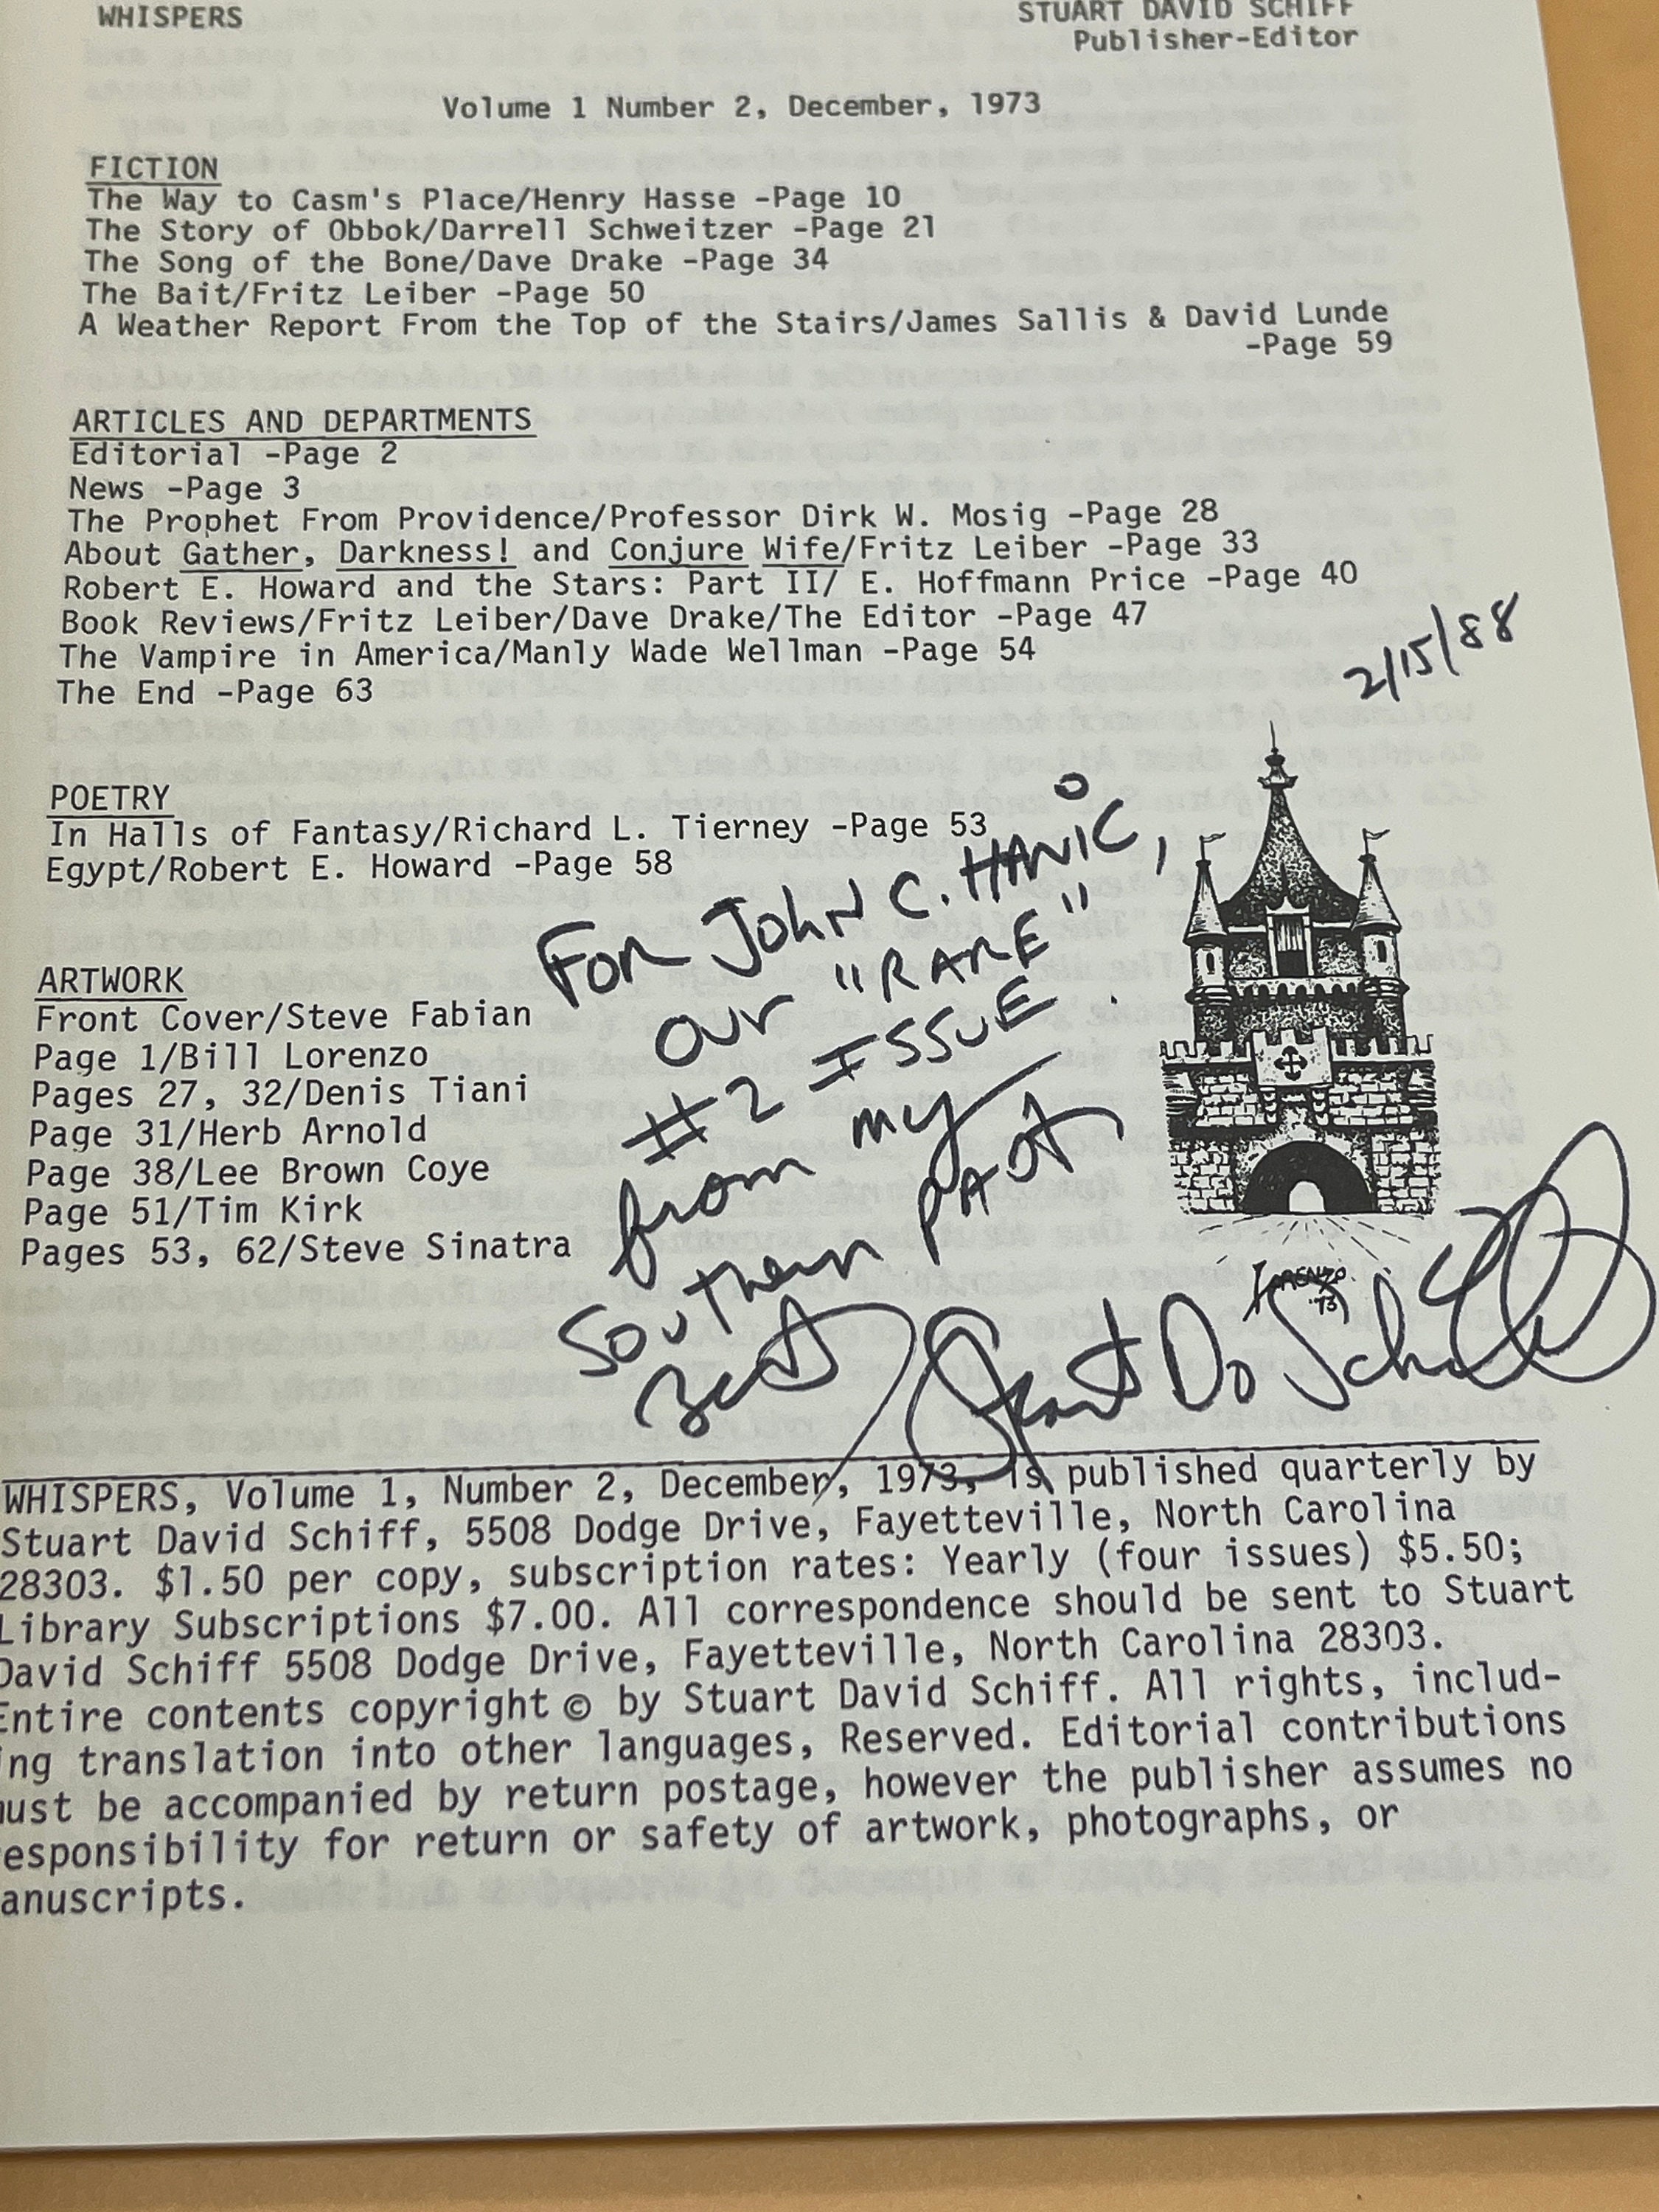 WHISPERS
STUART DAVID SCHIFF
Publisher-Editor
Volume 1 Number 2, December, 1973
FICTION
The Way to Casm's Place/Henry Hasse -Page 10
The Story of Obbok/Darrell Schweitzer -Page 21
The Song of the Bone/Dave Drake -Page 34
The Bait/Fritz Leiber -Page 50
A Weather Report From the Top of the Stairs/James Sallis & David Lunde
-Page 59
ARTICLES AND DEPARTMENTS
Editorial -Page 2
News -Page 3
The Prophet From Providence/Professor Dirk W. Mosig -Page 28
About Gather, Darkness! and Conjure Wife/Fritz Leiber -Page 33
Robert E. Howard and the Stars: Part II/ E. Hoffmann Price -Page 40
Book Reviews/Fritz Leiber/Dave Drake/The Editor -Page 47
The Vampire in America/Manly Wade Wellman -Page 54
The End -Page 63
2/15/88
POETRY
In Halls of Fantasy/Richard L. Tierney -Page 53
Egypt/Robert E. Howard -Page 58
FOR JOHN C.
OUR "RARE"
#2 ISSUE
from my
Southern
ARTWORK
Front Cover/Steve Fabian
Page 1/Bill Lorenzo
Pages 27, 32/Denis Tiani
Page 31/Herb Arnold
Page 38/Lee Brown Coye
Page 51/Tim Kirk
Pages 53, 62/Steve Sinatra
LORENZO
'73
Best Stuart D. Schiff
WHISPERS, Volume 1, Number 2, December, 1973, is published quarterly by
Stuart David Schiff, 5508 Dodge Drive, Fayetteville, North Carolina
28303. $1.50 per copy, subscription rates: Yearly (four issues) $5.50;
Library Subscriptions $7.00. All correspondence should be sent to Stuart
David Schiff 5508 Dodge Drive, Fayetteville, North Carolina 28303.
Entire contents copyright © by Stuart David Schiff. All rights, includ-
ing translation into other languages, Reserved. Editorial contributions
must be accompanied by return postage, however the publisher assumes no
responsibility for return or safety of artwork, photographs, or
manuscripts.